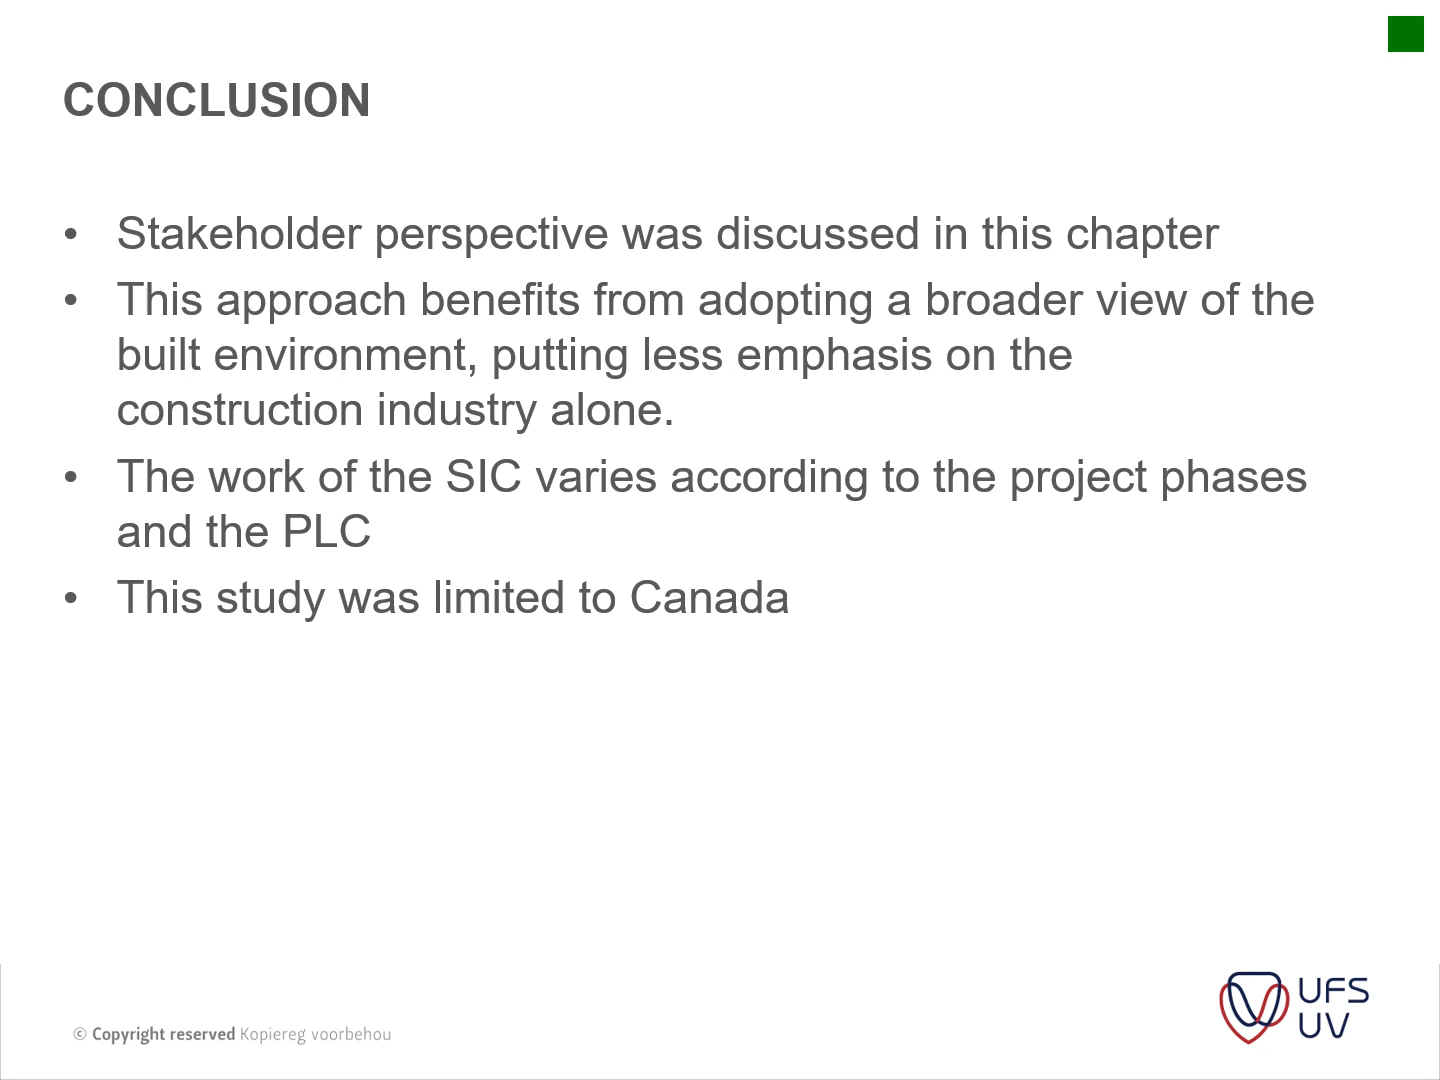 CONCLUSION
• Stakeholder perspective was discussed in this chapter
• This approach benefits from adopting a broader view of the
built environment, putting less emphasis on the
construction industry alone.
• The work of the SIC varies according to the project phases
and the PLC
• This study was limited to Canada
© Copyright reserved Kopiereg voorbehou
UFS
UV